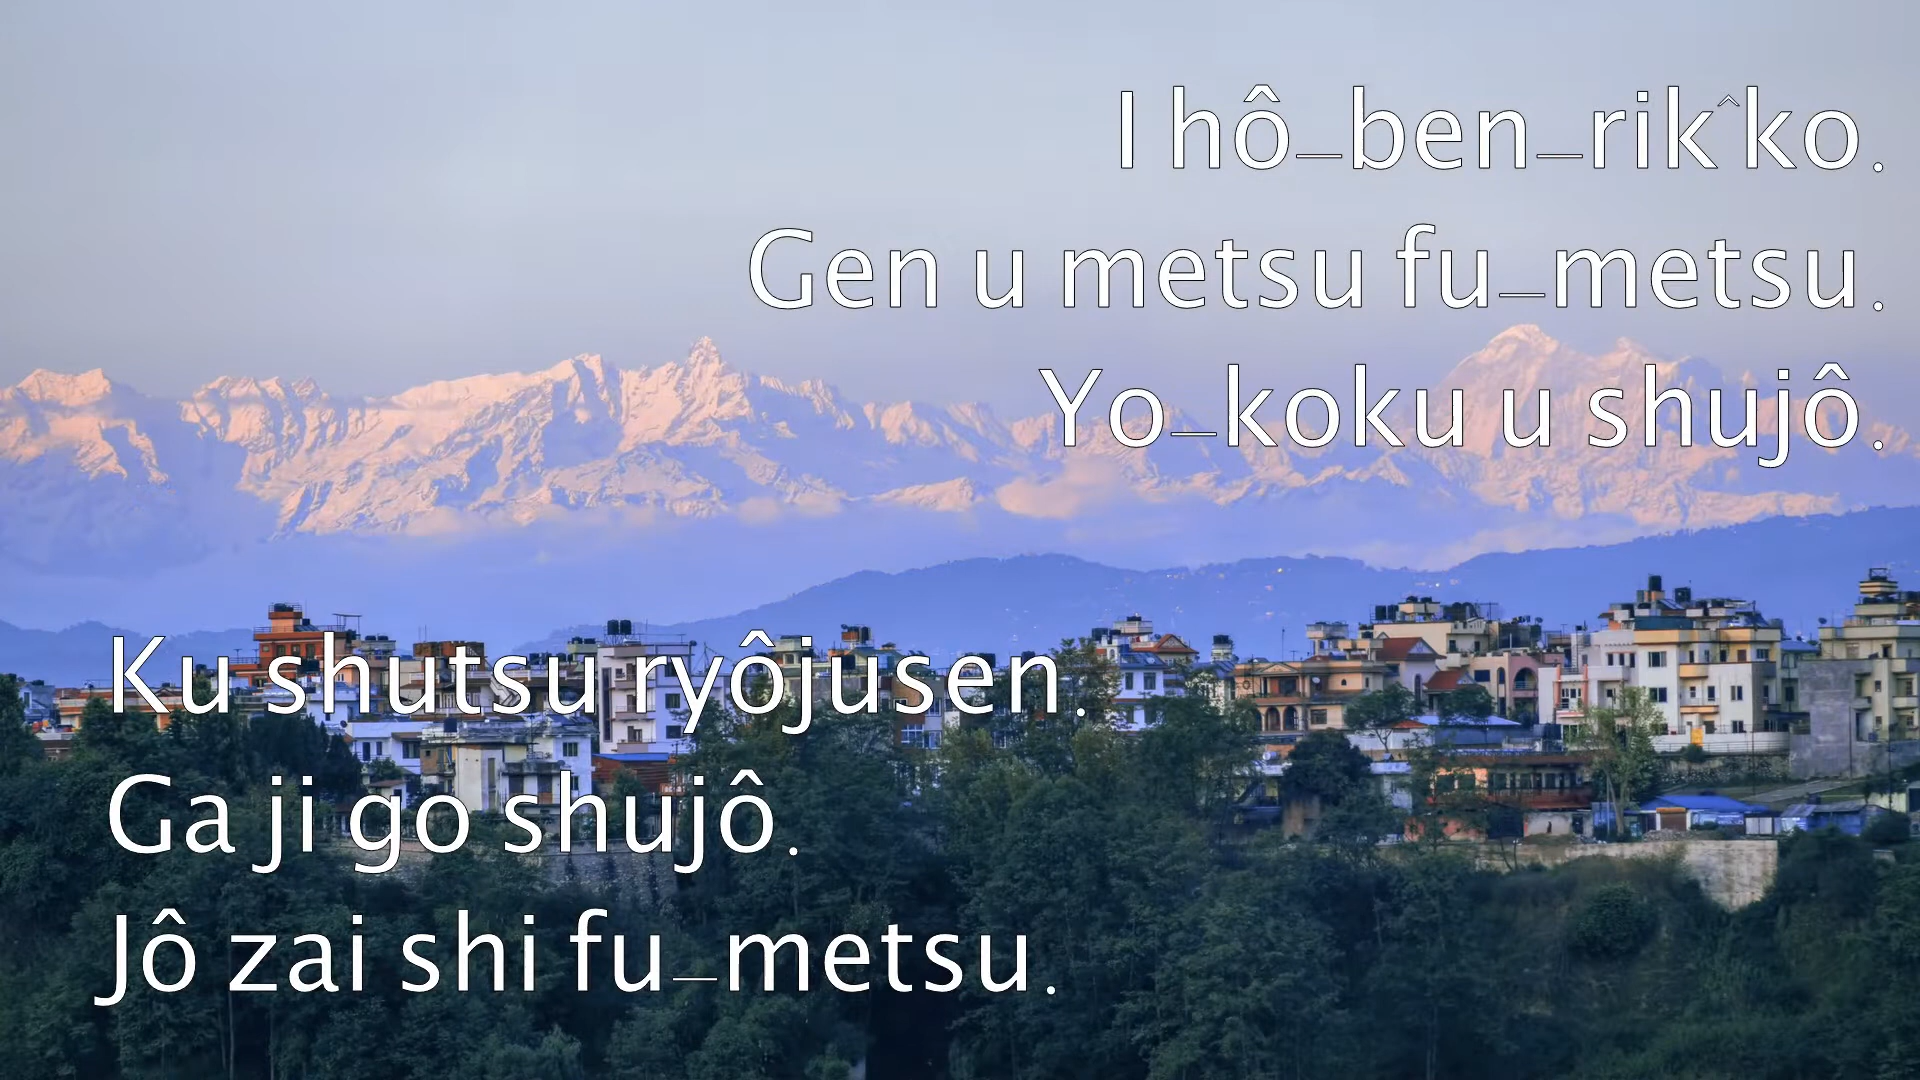 I hô_ben_rik^ko.
Gen u metsu fu_metsu.
Yo_koku u shujô.
Ku shutsu ryôjusen.
Ga ji go shujô.
Jô zai shi fu_metsu.